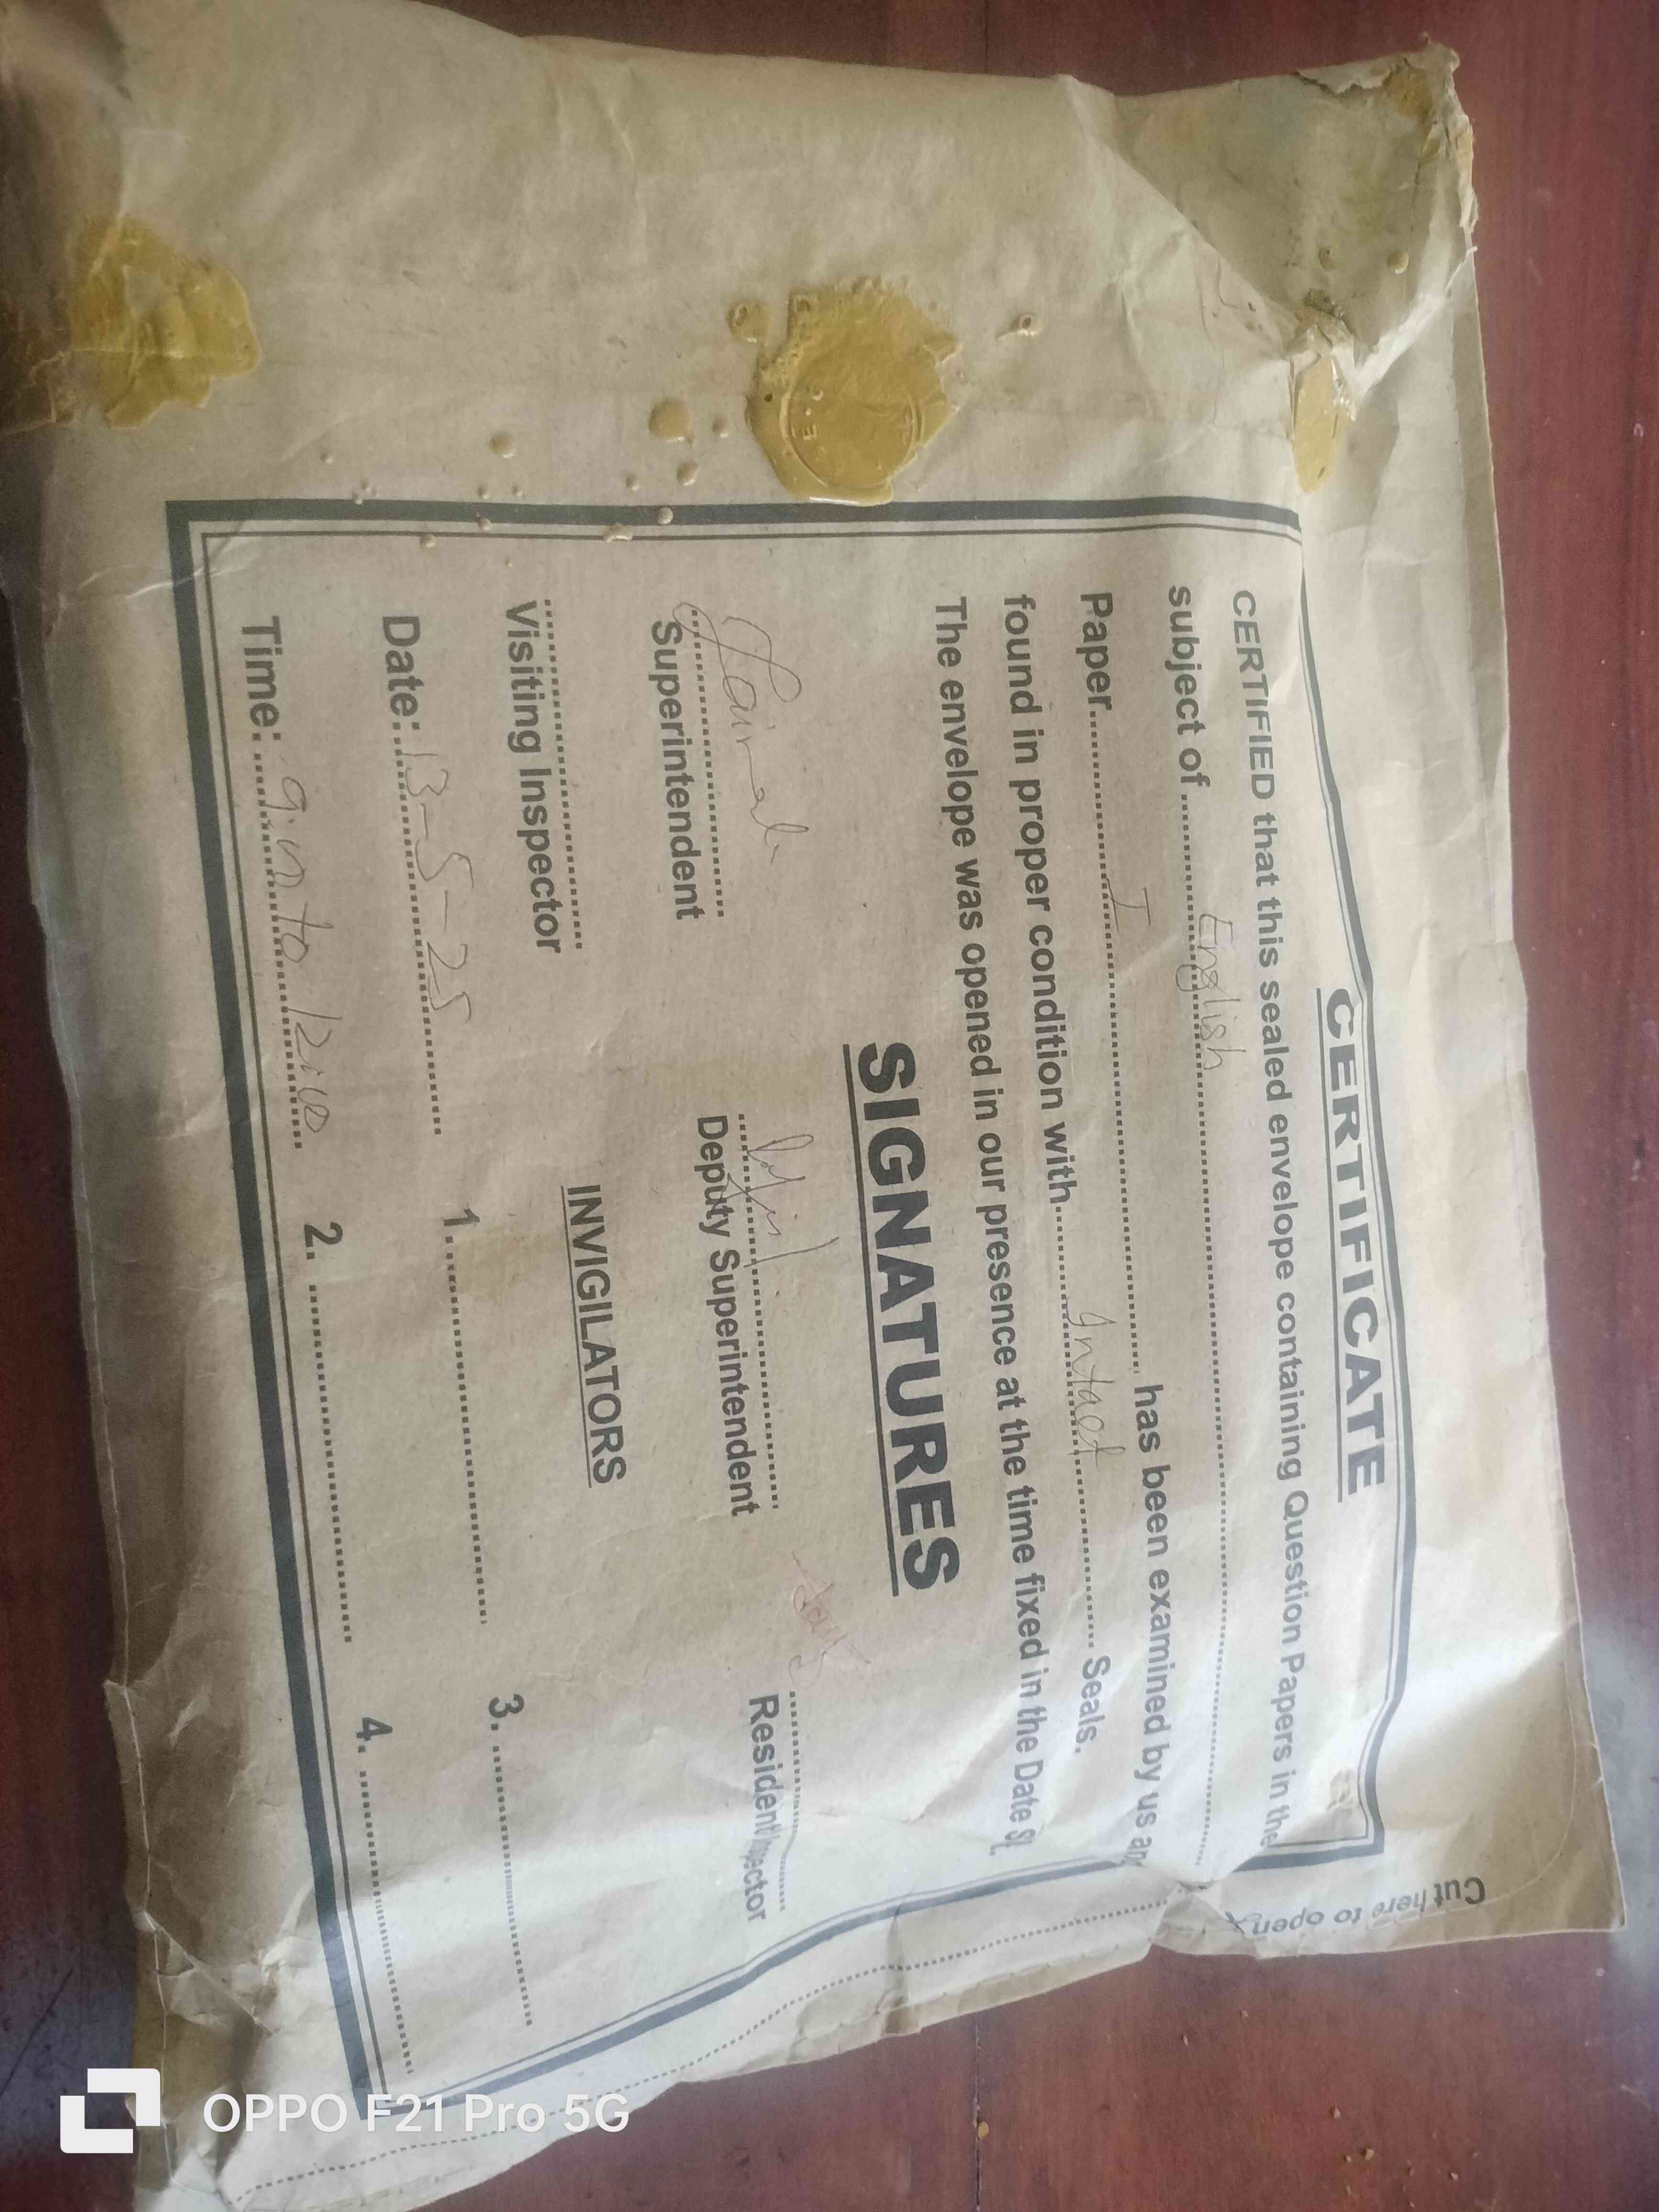 CERTIFICATE
CERTIFIED that this sealed envelope containing Question Papers in the
subject of ........ English ........
Paper ........ I ........ has been examined by us an
found in proper condition with ........ Intact ........ Seals.
The envelope was opened in our presence at the time fixed in the Date S
SIGNATURES
Superintendent
Deputy Superintendent
Resident Inspector
Visiting Inspector
INVIGILATORS
Date: 13-5-25
1. ........
3. ........
Time: 9:00 to 12:00
2. ........
4. ........
Cut here to open
OPPO F21 Pro 5G